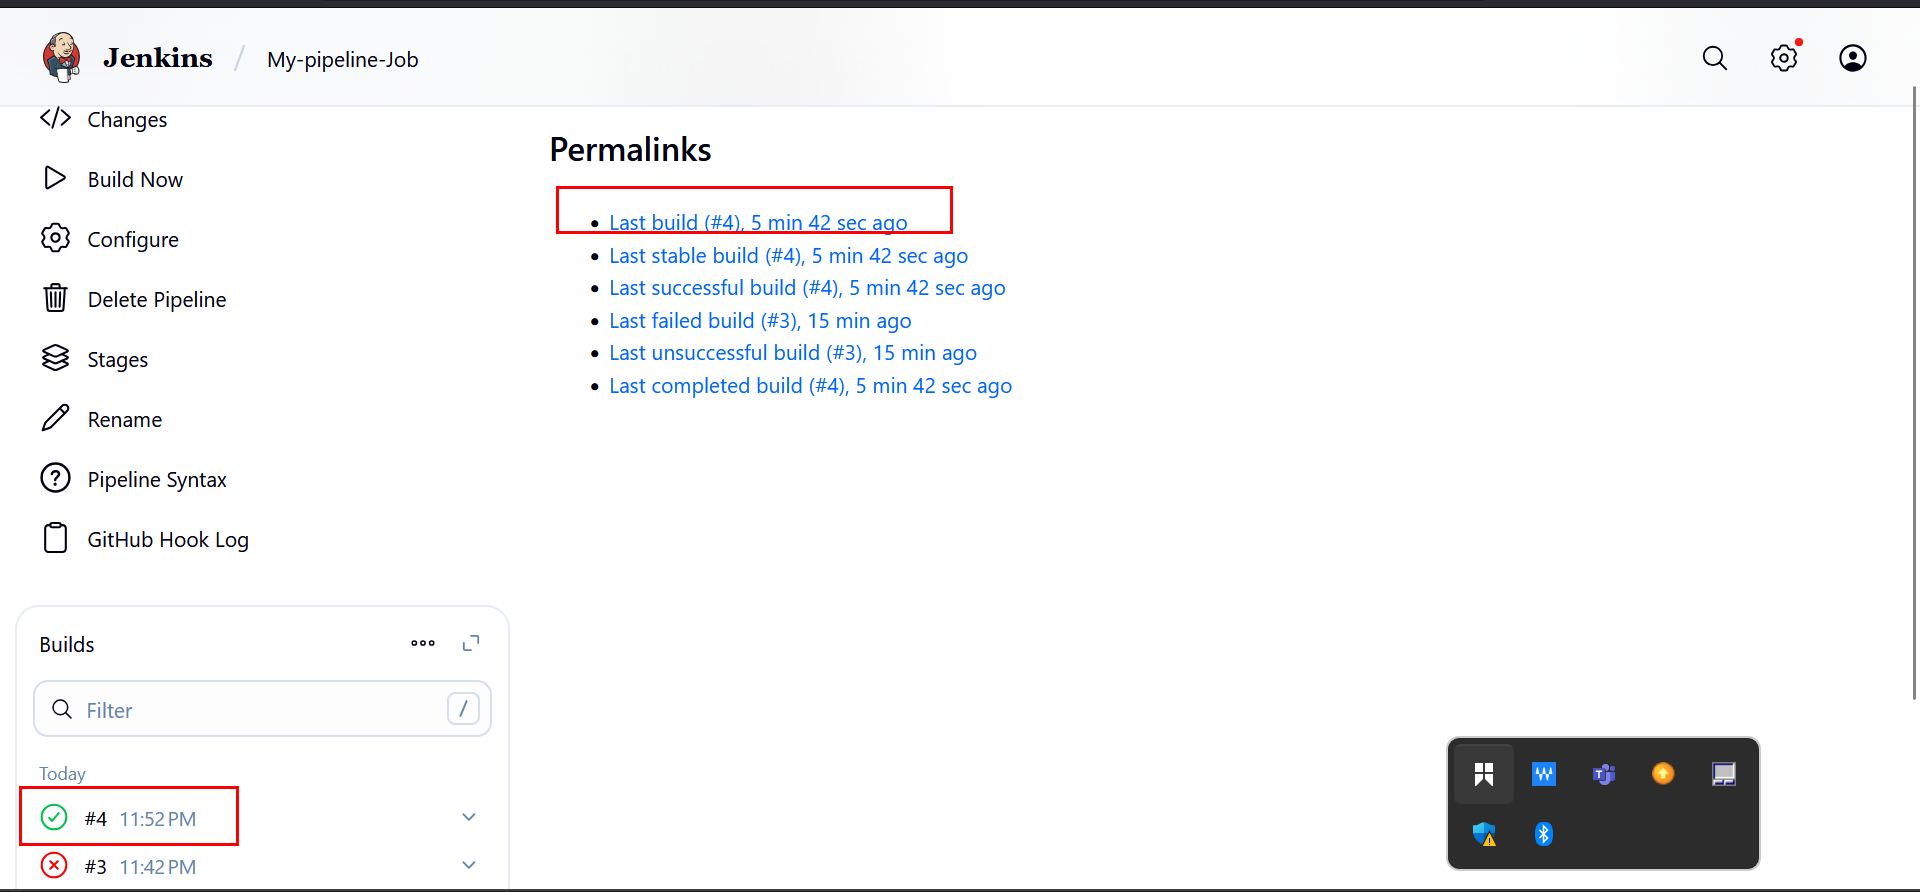 Jenkins / My-pipeline-Job
Changes
Build Now
Configure
Delete Pipeline
Stages
Rename
Pipeline Syntax
GitHub Hook Log
Builds
Filter /
Today
#4 11:52 PM
#3 11:42 PM
Permalinks
Last build (#4), 5 min 42 sec ago
Last stable build (#4), 5 min 42 sec ago
Last successful build (#4), 5 min 42 sec ago
Last failed build (#3), 15 min ago
Last unsuccessful build (#3), 15 min ago
Last completed build (#4), 5 min 42 sec ago